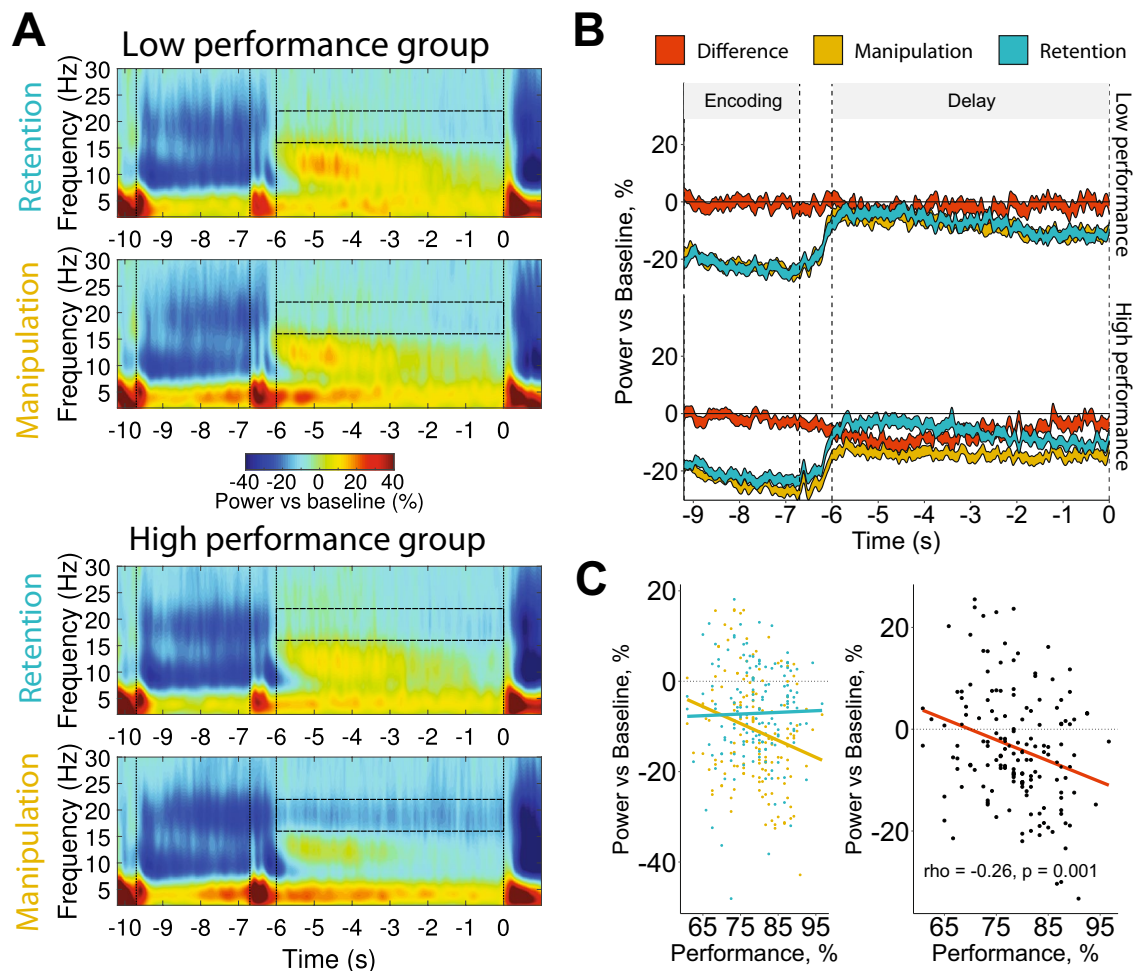 A
Low performance group
Retention
Frequency (Hz)
30
25
20
15
10
5
-10 -9 -8 -7 -6 -5 -4 -3 -2 -1 0
Manipulation
Frequency (Hz)
30
25
20
15
10
5
-10 -9 -8 -7 -6 -5 -4 -3 -2 -1 0
-40 -20 0 20 40
Power vs baseline (%)
High performance group
Retention
Frequency (Hz)
30
25
20
15
10
5
-10 -9 -8 -7 -6 -5 -4 -3 -2 -1 0
Manipulation
Frequency (Hz)
30
25
20
15
10
5
-10 -9 -8 -7 -6 -5 -4 -3 -2 -1 0
Time (s)
B
Difference Manipulation Retention
Encoding Delay
Low performance
High performance
Power vs Baseline, %
20
0
-20
20
0
-20
-9 -8 -7 -6 -5 -4 -3 -2 -1 0
Time (s)
C
Power vs Baseline, %
20
0
-20
-40
65 75 85 95
Performance, %
Power vs Baseline, %
20
0
-20
rho = -0.26, p = 0.001
65 75 85 95
Performance, %